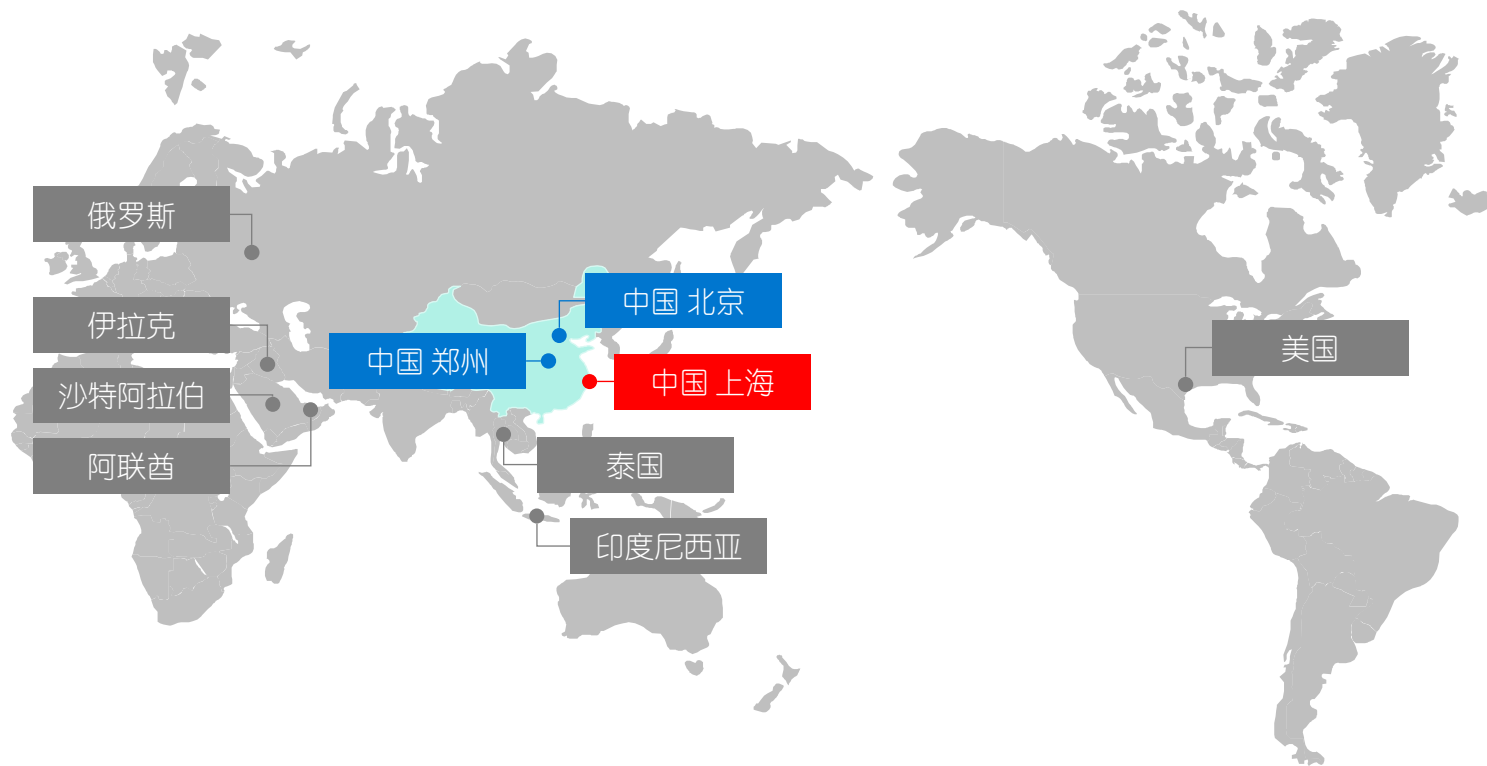 俄罗斯
中国 北京
伊拉克
美国
中国 郑州
中国 上海
沙特阿拉伯
阿联酋
泰国
印度尼西亚